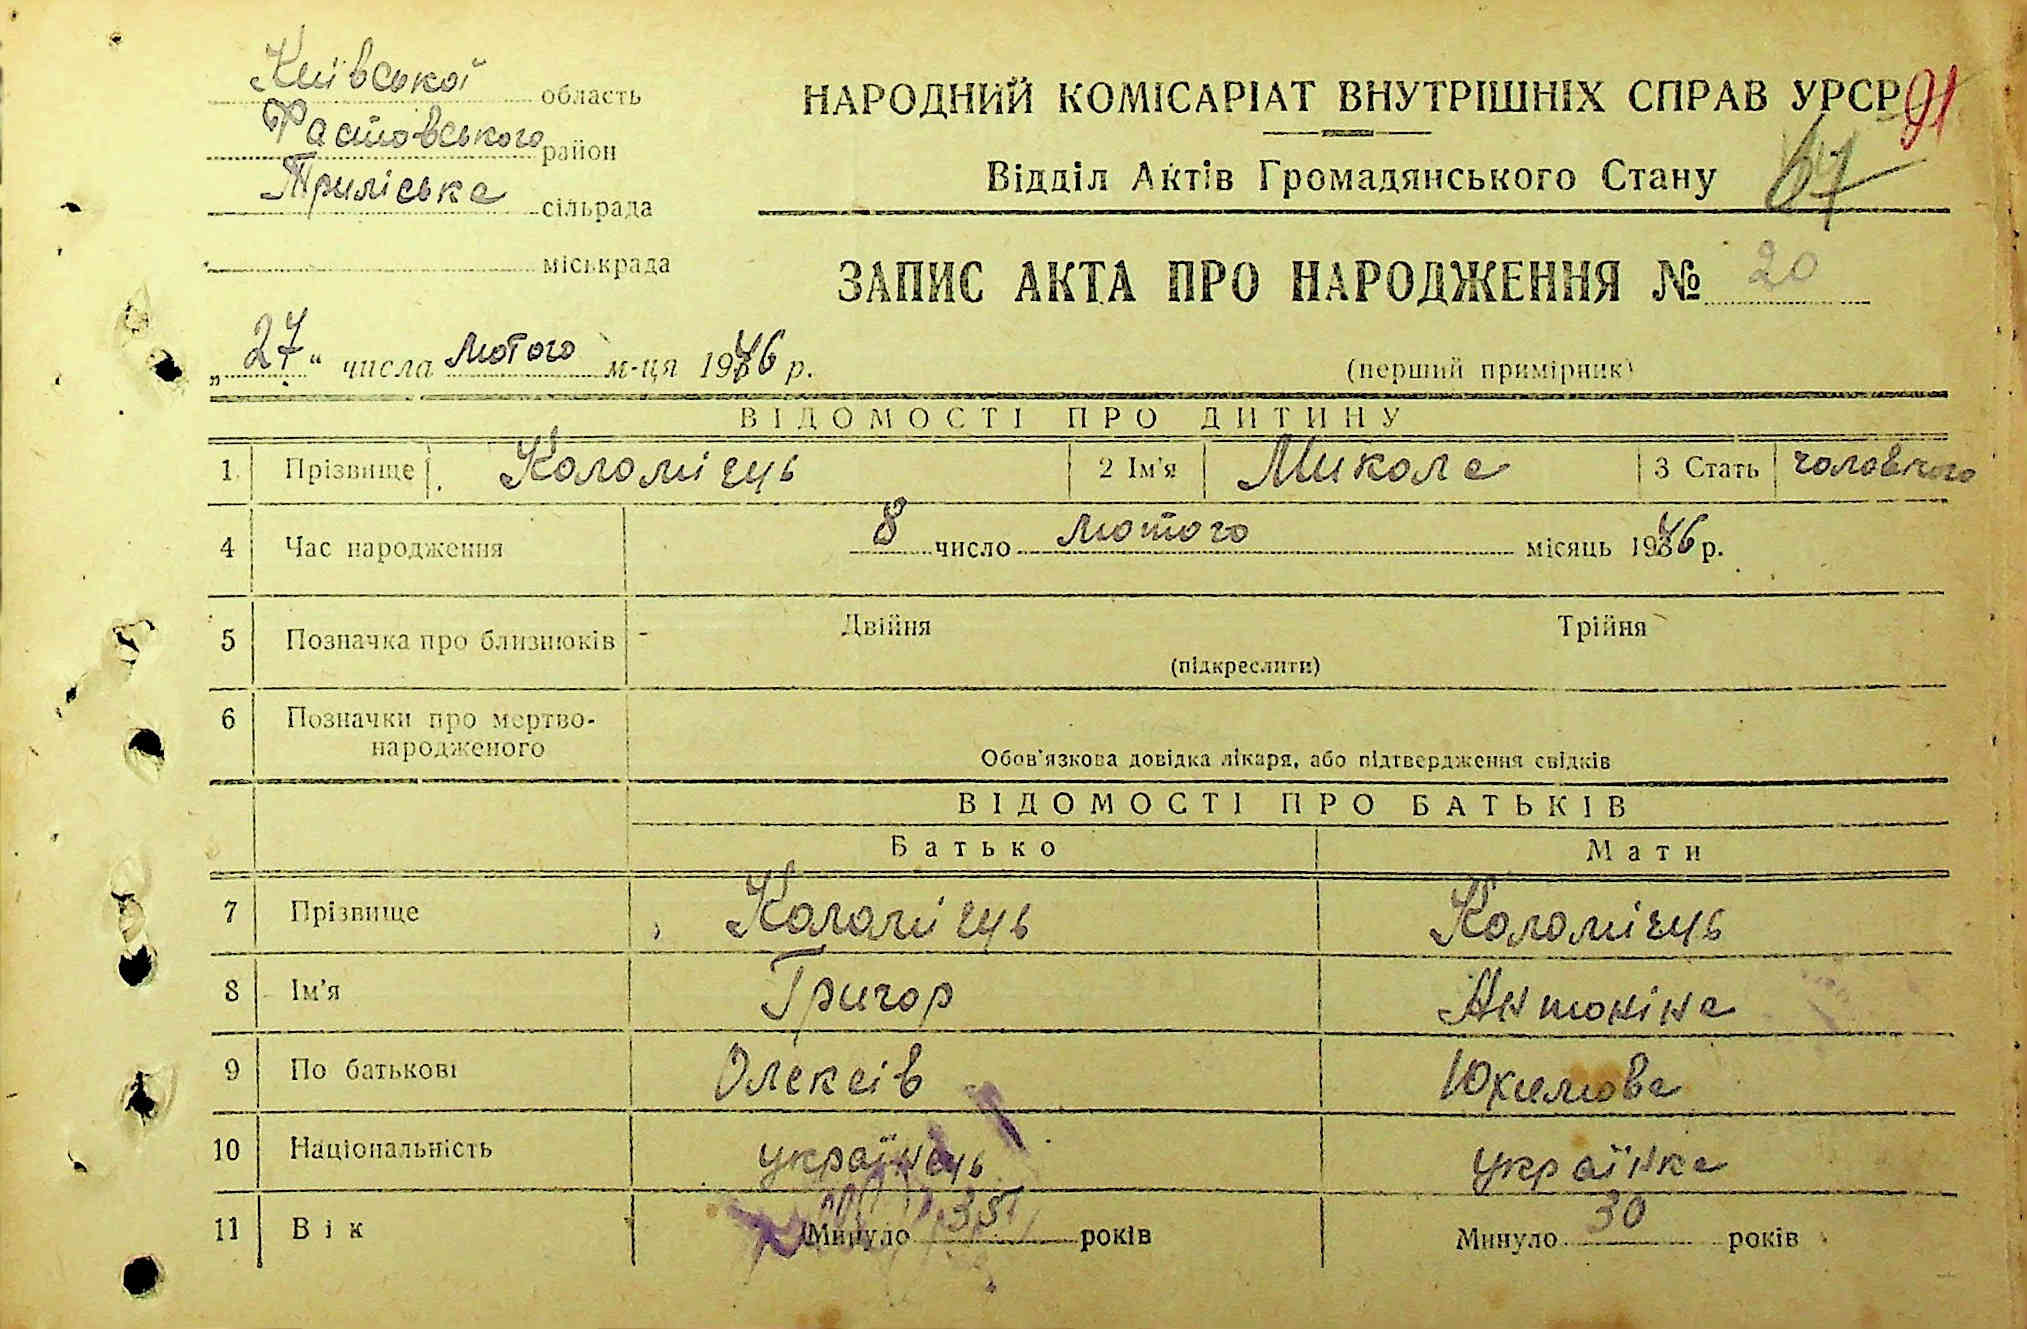 Київської область
Фастовського район
Триліська сільрада
міськрада
НАРОДНИЙ КОМІСАРІАТ ВНУТРІШНІХ СПРАВ УРСР 91
Відділ Актів Громадянського Стану 67
ЗАПИС АКТА ПРО НАРОДЖЕННЯ № 20
„27“ числа лютого м-ця 1946 р.
(перший примірник)
ВІДОМОСТІ ПРО ДИТИНУ
1 Прізвище Коломієць 2 Ім'я Микола 3 Стать чоловічого
4 Час народження 8 число лютого місяць 1946 р.
5 Позначка про близнюків - Двійня Трійня
(підкреслити)
6 Позначки про мертво-
народженого
Обов'язкова довідка лікаря, або підтвердження свідків
ВІДОМОСТІ ПРО БАТЬКІВ
Батько Мати
7 Прізвище Коломієць Коломієць
8 Ім'я Григор Антоніна
9 По батькові Олексіїв Юхимова
10 Національність українець українка
11 Вік Минуло 35 років Минуло 30 років